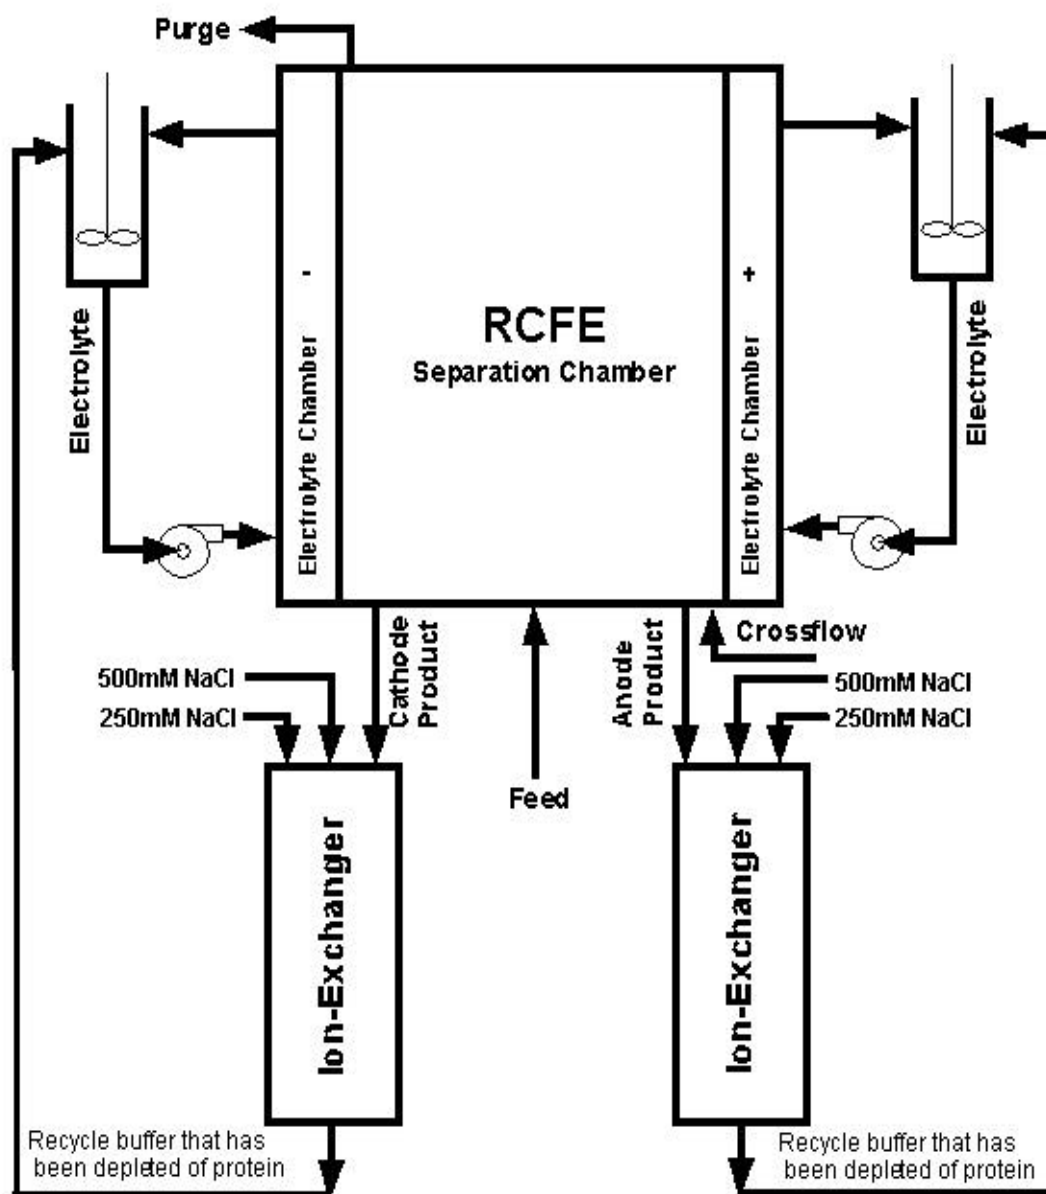 Purge
-
+
RCFE
Separation Chamber
Electrolyte
Electrolyte Chamber
Electrolyte Chamber
Electrolyte
Cathode
Product
Anode
Product
Crossflow
500mM NaCl
250mM NaCl
500mM NaCl
250mM NaCl
Feed
Ion-Exchanger
Ion-Exchanger
Recycle buffer that has
been depleted of protein
Recycle buffer that has
been depleted of protein